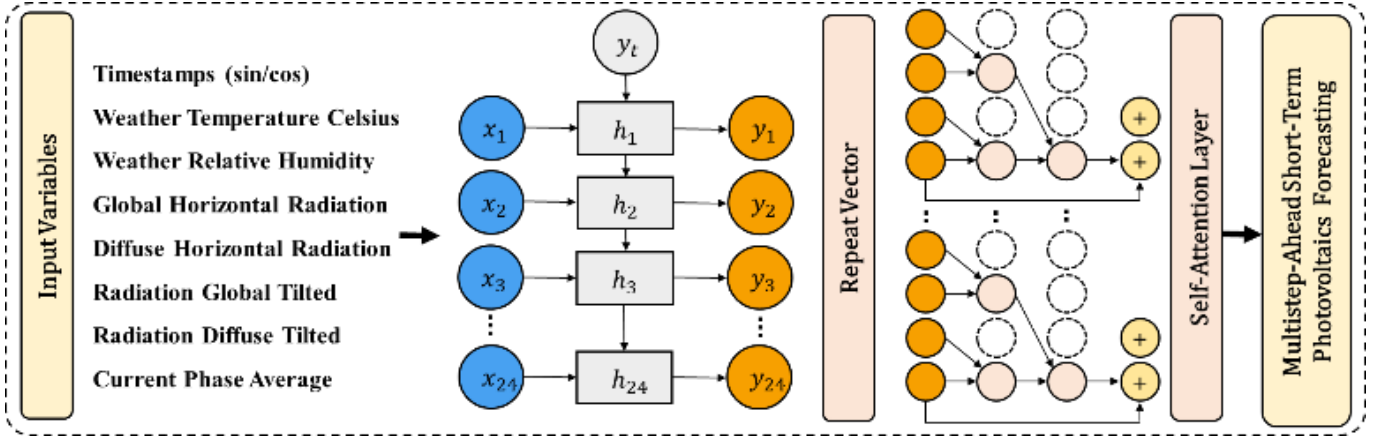 Input Variables
Timestamps (sin/cos)
Weather Temperature Celsius
Weather Relative Humidity
Global Horizontal Radiation
Diffuse Horizontal Radiation
Radiation Global Tilted
Radiation Diffuse Tilted
Current Phase Average
y_t
x_1 h_1 y_1
x_2 h_2 y_2
x_3 h_3 y_3
x_24 h_24 y_24
Repeat Vector
+
+
+
+
Self-Attention Layer
Multistep-Ahead Short-Term
Photovoltaics Forecasting